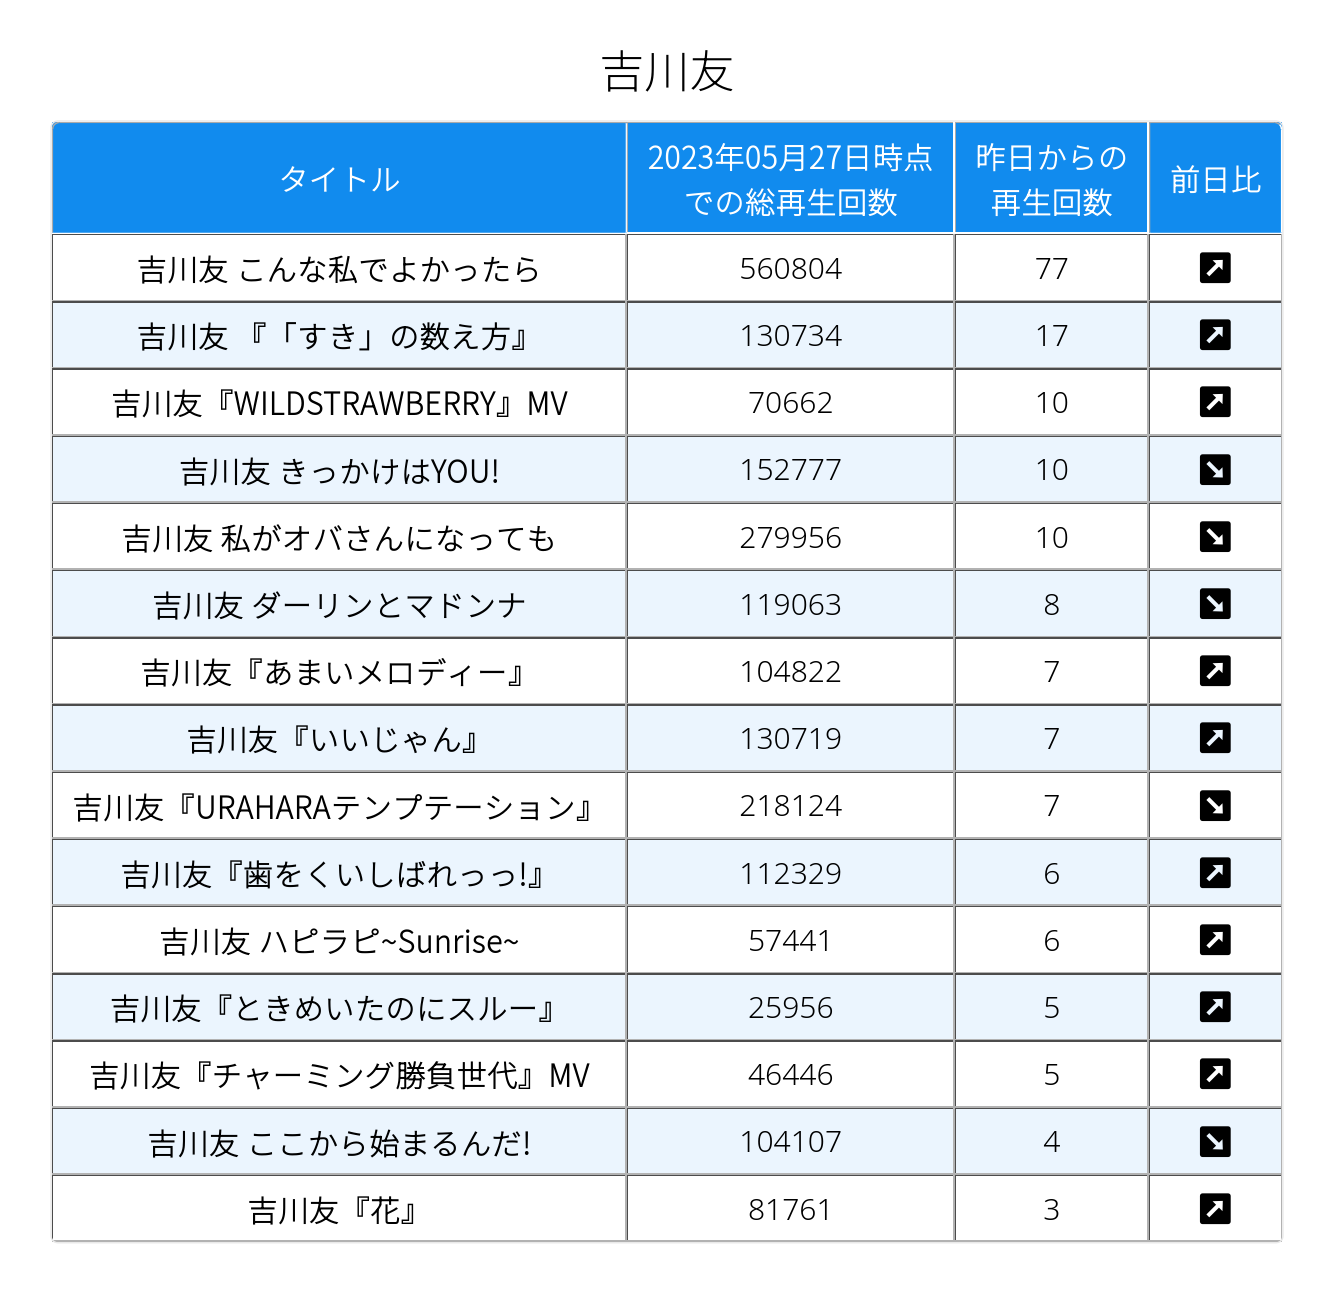 吉川友
タイトル
2023年05月27日時点
での総再生回数
昨日からの
再生回数
前日比
吉川友 こんな私でよかったら 560804 77
吉川友 『「すき」の数え方』 130734 17
吉川友『WILDSTRAWBERRY』MV 70662 10
吉川友 きっかけはYOU! 152777 10
吉川友 私がオバさんになっても 279956 10
吉川友 ダーリンとマドンナ 119063 8
吉川友『あまいメロディー』 104822 7
吉川友『いいじゃん』 130719 7
吉川友『URAHARAテンプテーション』 218124 7
吉川友『歯をくいしばれっっ!』 112329 6
吉川友 ハピラピ~Sunrise~ 57441 6
吉川友『ときめいたのにスルー』 25956 5
吉川友『チャーミング勝負世代』MV 46446 5
吉川友 ここから始まるんだ! 104107 4
吉川友『花』 81761 3